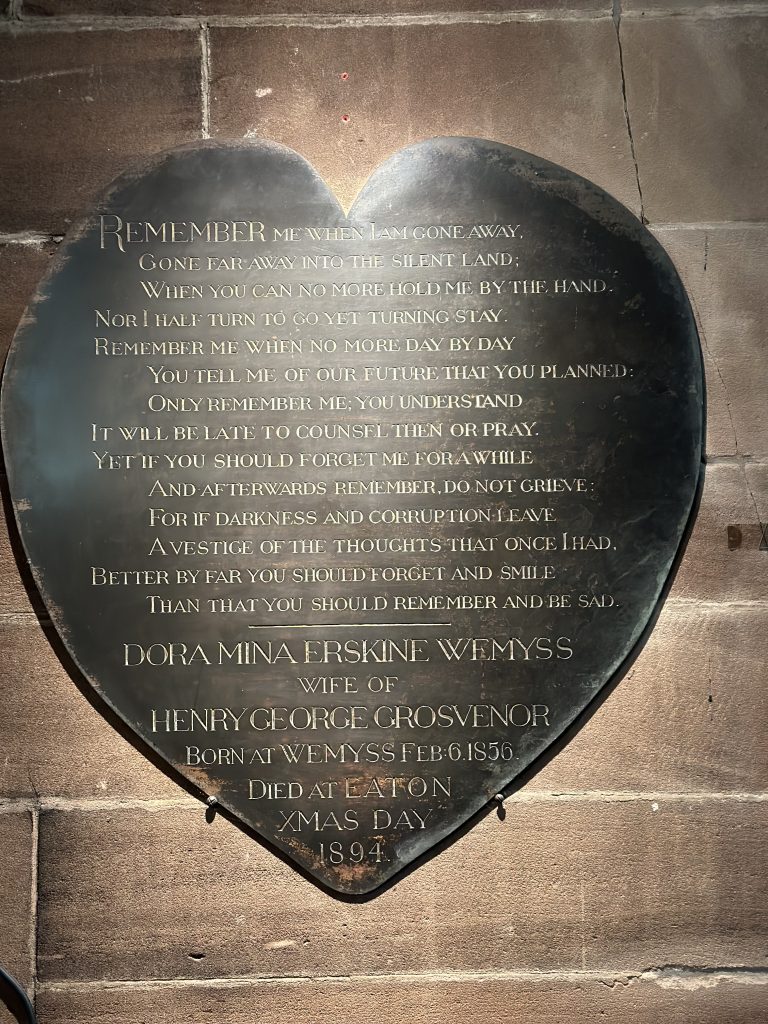 REMEMBER ME WHEN I AM GONE AWAY,
GONE FAR AWAY INTO THE SILENT LAND;
WHEN YOU CAN NO MORE HOLD ME BY THE HAND.
NOR I HALF TURN TO GO YET TURNING STAY.
REMEMBER ME WHEN NO MORE DAY BY DAY
YOU TELL ME OF OUR FUTURE THAT YOU PLANNED:
ONLY REMEMBER ME; YOU UNDERSTAND
IT WILL BE LATE TO COUNSEL THEN OR PRAY.
YET IF YOU SHOULD FORGET ME FOR A WHILE
AND AFTERWARDS REMEMBER, DO NOT GRIEVE:
FOR IF DARKNESS AND CORRUPTION LEAVE
A VESTIGE OF THE THOUGHTS THAT ONCE I HAD,
BETTER BY FAR YOU SHOULD FORGET AND SMILE
THAN THAT YOU SHOULD REMEMBER AND BE SAD.
DORA MINA ERSKINE WEMYSS
WIFE OF
HENRY GEORGE GROSVENOR
BORN AT WEMYSS FEB: 6. 1856.
DIED AT EATON
XMAS DAY
1894.